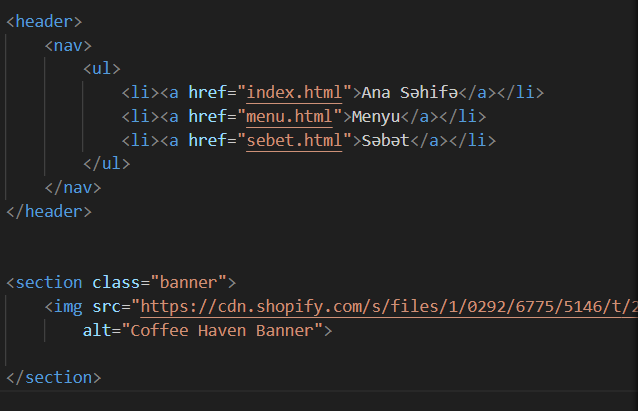 <header>
<nav>
<ul>
<li><a href="index.html">Ana Səhifə</a></li>
<li><a href="menu.html">Menyu</a></li>
<li><a href="sebet.html">Səbət</a></li>
</ul>
</nav>
</header>
<section class="banner">
<img src="https://cdn.shopify.com/s/files/1/0292/6775/5146/t/2
alt="Coffee Haven Banner">
</section>